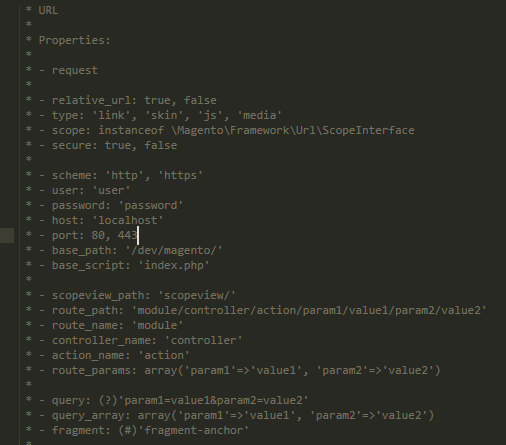 * URL
*
* Properties:
*
* - request
*
* - relative_url: true, false
* - type: 'link', 'skin', 'js', 'media'
* - scope: instanceof \Magento\Framework\Url\ScopeInterface
* - secure: true, false
*
* - scheme: 'http', 'https'
* - user: 'user'
* - password: 'password'
* - host: 'localhost'
* - port: 80, 443
* - base_path: '/dev/magento/'
* - base_script: 'index.php'
*
* - scopeview_path: 'scopeview/'
* - route_path: 'module/controller/action/param1/value1/param2/value2'
* - route_name: 'module'
* - controller_name: 'controller'
* - action_name: 'action'
* - route_params: array('param1'=>'value1', 'param2'=>'value2')
*
* - query: (?)'param1=value1&param2=value2'
* - query_array: array('param1'=>'value1', 'param2'=>'value2')
* - fragment: (#)'fragment-anchor'
*